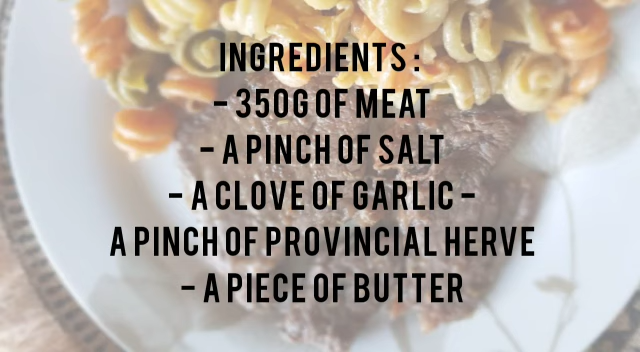 INGREDIENTS :
- 350G OF MEAT
- A PINCH OF SALT
- A CLOVE OF GARLIC -
A PINCH OF PROVINCIAL HERVE
- A PIECE OF BUTTER